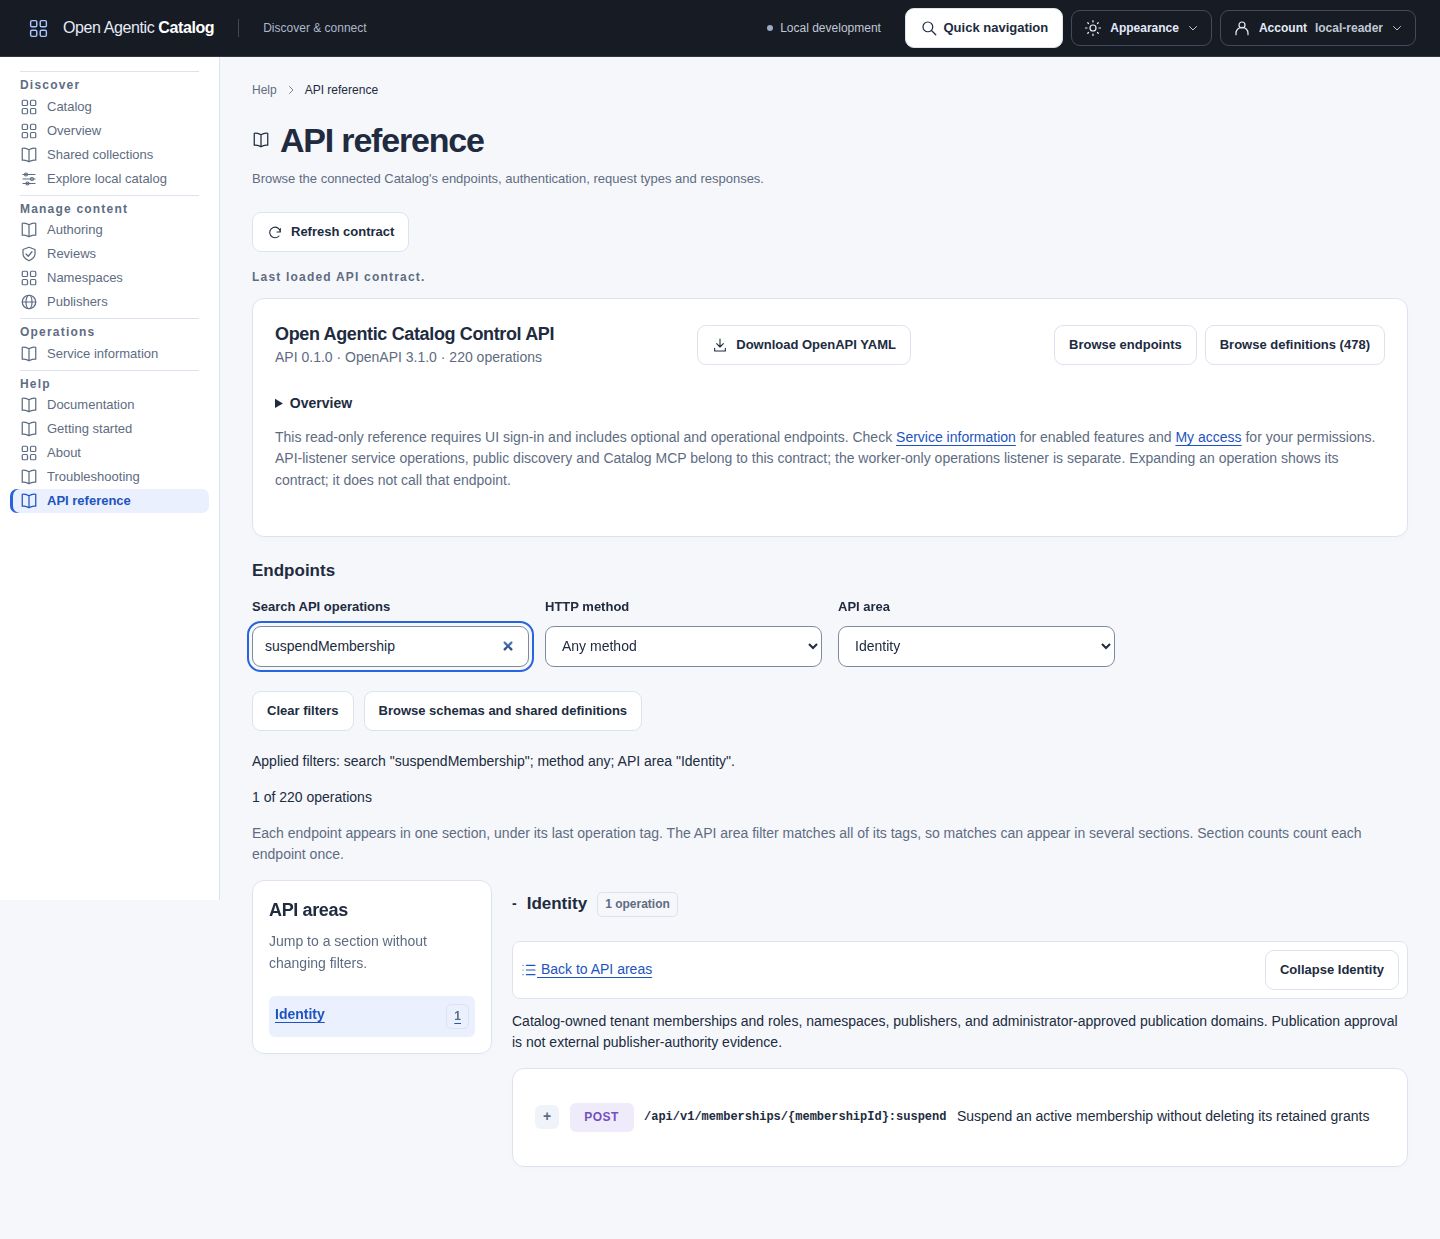 Open Agentic Catalog
Discover & connect
Local development
Quick navigation
Appearance
Account local-reader
Discover
Catalog
Overview
Shared collections
Explore local catalog
Manage content
Authoring
Reviews
Namespaces
Publishers
Operations
Service information
Help
Documentation
Getting started
About
Troubleshooting
API reference
Help
API reference
API reference
Browse the connected Catalog's endpoints, authentication, request types and responses.
Refresh contract
Last loaded API contract.
Open Agentic Catalog Control API
API 0.1.0 · OpenAPI 3.1.0 · 220 operations
Download OpenAPI YAML
Browse endpoints
Browse definitions (478)
Overview
This read-only reference requires UI sign-in and includes optional and operational endpoints. Check Service information for enabled features and My access for your permissions.
API-listener service operations, public discovery and Catalog MCP belong to this contract; the worker-only operations listener is separate. Expanding an operation shows its
contract; it does not call that endpoint.
Endpoints
Search API operations
HTTP method
API area
suspendMembership
Any method
Identity
Clear filters
Browse schemas and shared definitions
Applied filters: search "suspendMembership"; method any; API area "Identity".
1 of 220 operations
Each endpoint appears in one section, under its last operation tag. The API area filter matches all of its tags, so matches can appear in several sections. Section counts count each
endpoint once.
API areas
Jump to a section without
changing filters.
Identity
1
- Identity
1 operation
Back to API areas
Collapse Identity
Catalog-owned tenant memberships and roles, namespaces, publishers, and administrator-approved publication domains. Publication approval
is not external publisher-authority evidence.
+ POST /api/v1/memberships/{membershipId}:suspend Suspend an active membership without deleting its retained grants